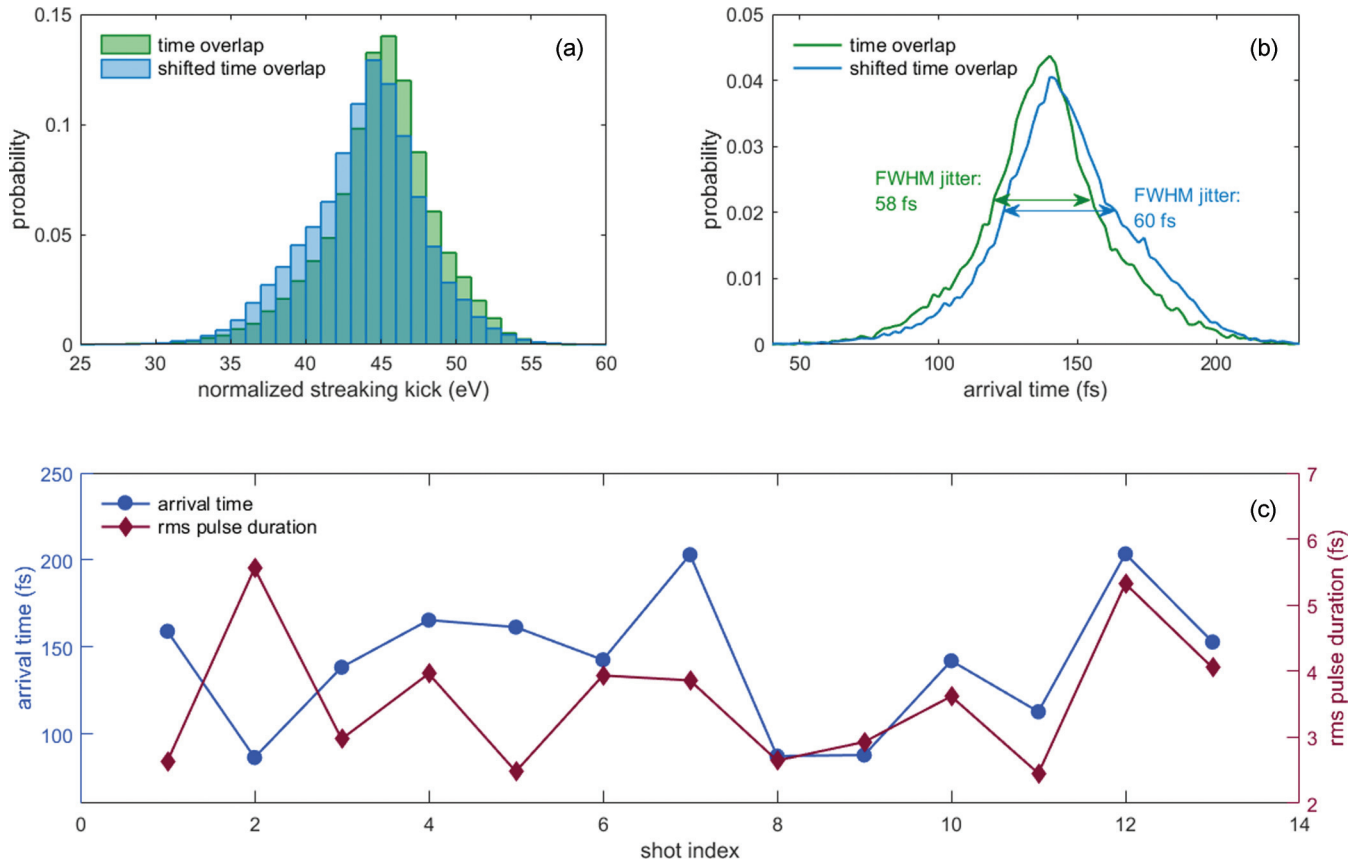 (a)
time overlap
shifted time overlap
0.15
0.1
0.05
0
probability
25 30 35 40 45 50 55 60
normalized streaking kick (eV)
(b)
time overlap
shifted time overlap
0.05
0.04
0.03
0.02
0.01
0
probability
FWHM jitter:
58 fs
FWHM jitter:
60 fs
50 100 150 200
arrival time (fs)
(c)
arrival time
rms pulse duration
250
200
150
100
arrival time (fs)
7
6
5
4
3
2
rms pulse duration (fs)
0 2 4 6 8 10 12 14
shot index